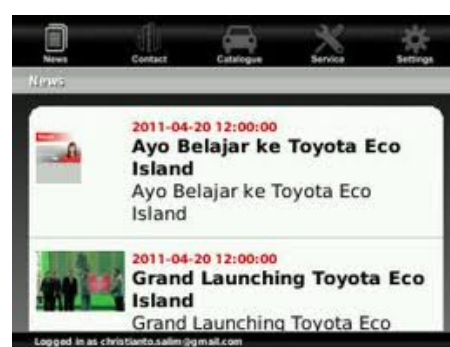 News
Contact
Catalogue
Service
Settings
News
2011-04-20 12:00:00
Ayo Belajar ke Toyota Eco
Island
Ayo Belajar ke Toyota Eco
Island
2011-04-20 12:00:00
Grand Launching Toyota Eco
Island
Grand Launching Toyota Eco
Logged in as christianto.salim@gmail.com